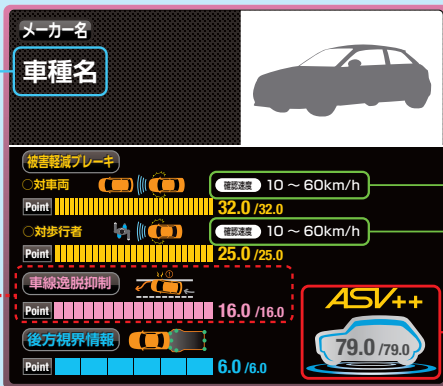 メーカー名
車種名
被害軽減ブレーキ
○対車両 確認速度 10 ~ 60km/h
Point 32.0 /32.0
○対歩行者 確認速度 10 ~ 60km/h
Point 25.0 /25.0
車線逸脱抑制
Point 16.0 /16.0
後方視界情報
Point 6.0 /6.0
ASV++
79.0 /79.0